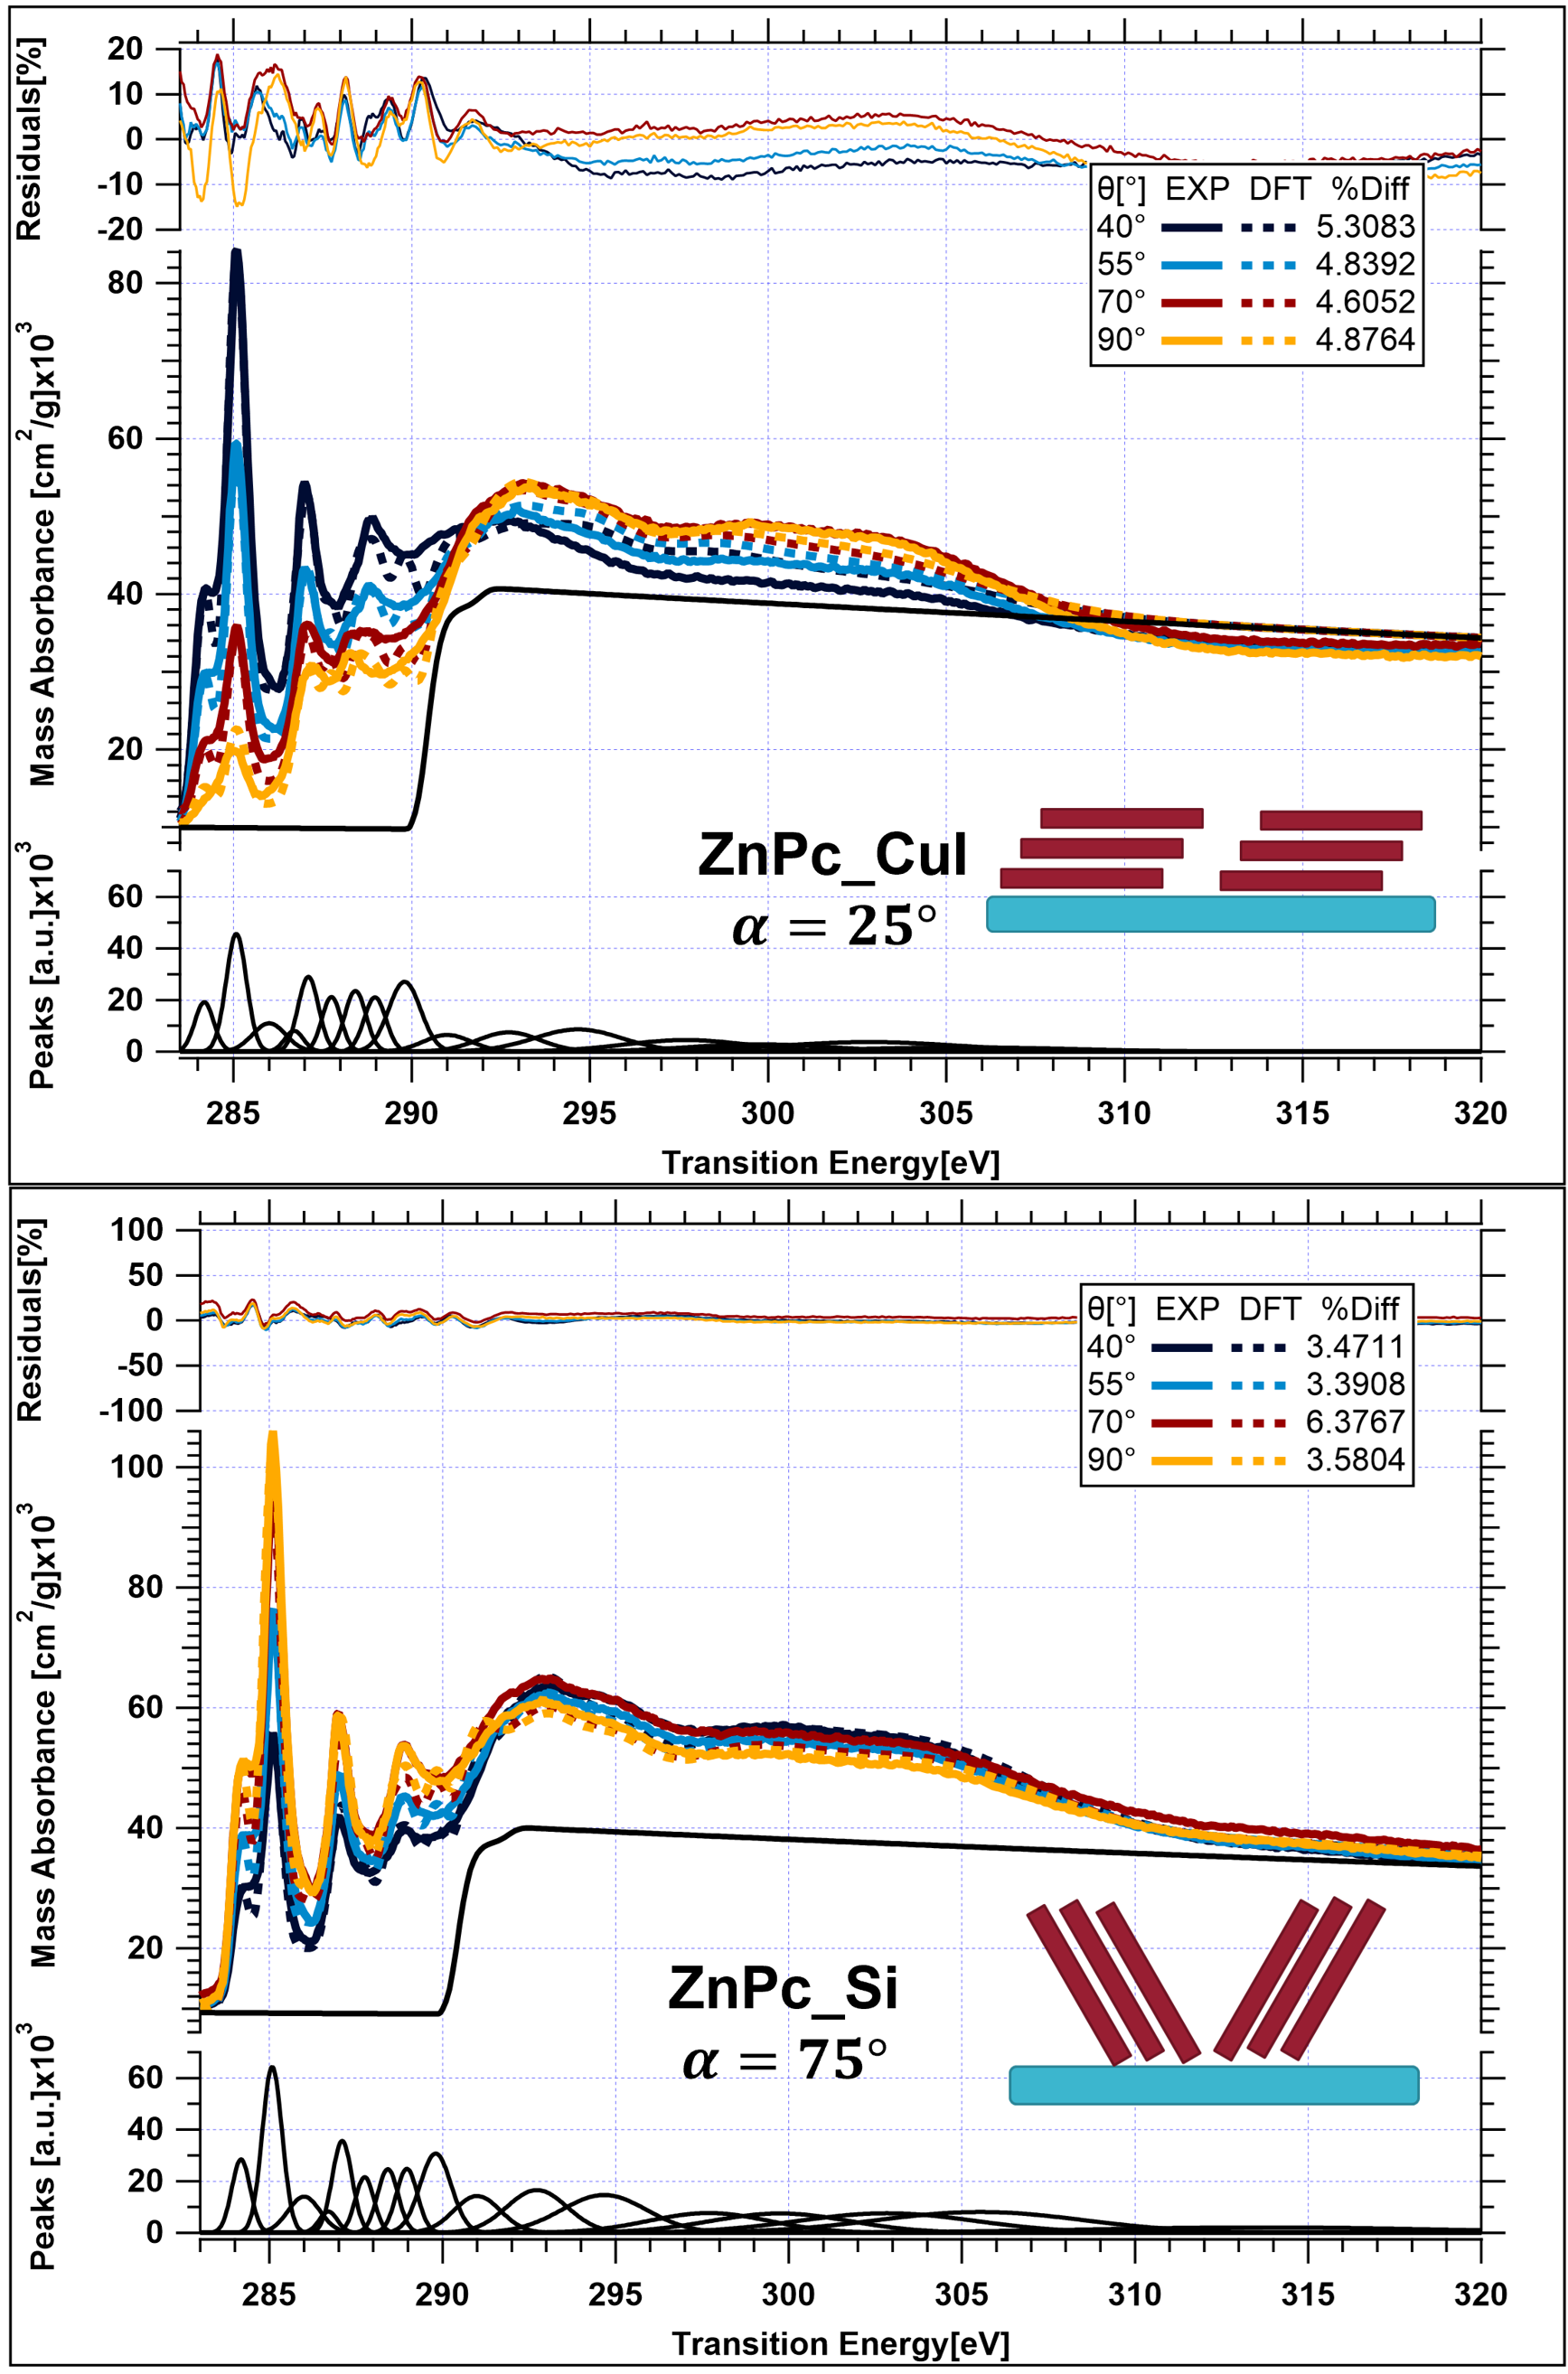 Residuals[%]
20
10
0
-10
-20
θ[°] EXP DFT %Diff
40° 5.3083
55° 4.8392
70° 4.6052
90° 4.8764
Mass Absorbance [cm²/g]x10³
80
60
40
20
ZnPc_CuI
α = 25°
Peaks [a.u.]x10³
60
40
20
0
285 290 295 300 305 310 315 320
Transition Energy[eV]
Residuals[%]
100
50
0
-50
-100
θ[°] EXP DFT %Diff
40° 3.4711
55° 3.3908
70° 6.3767
90° 3.5804
Mass Absorbance [cm²/g]x10³
100
80
60
40
20
ZnPc_Si
α = 75°
Peaks [a.u.]x10³
60
40
20
0
285 290 295 300 305 310 315 320
Transition Energy[eV]